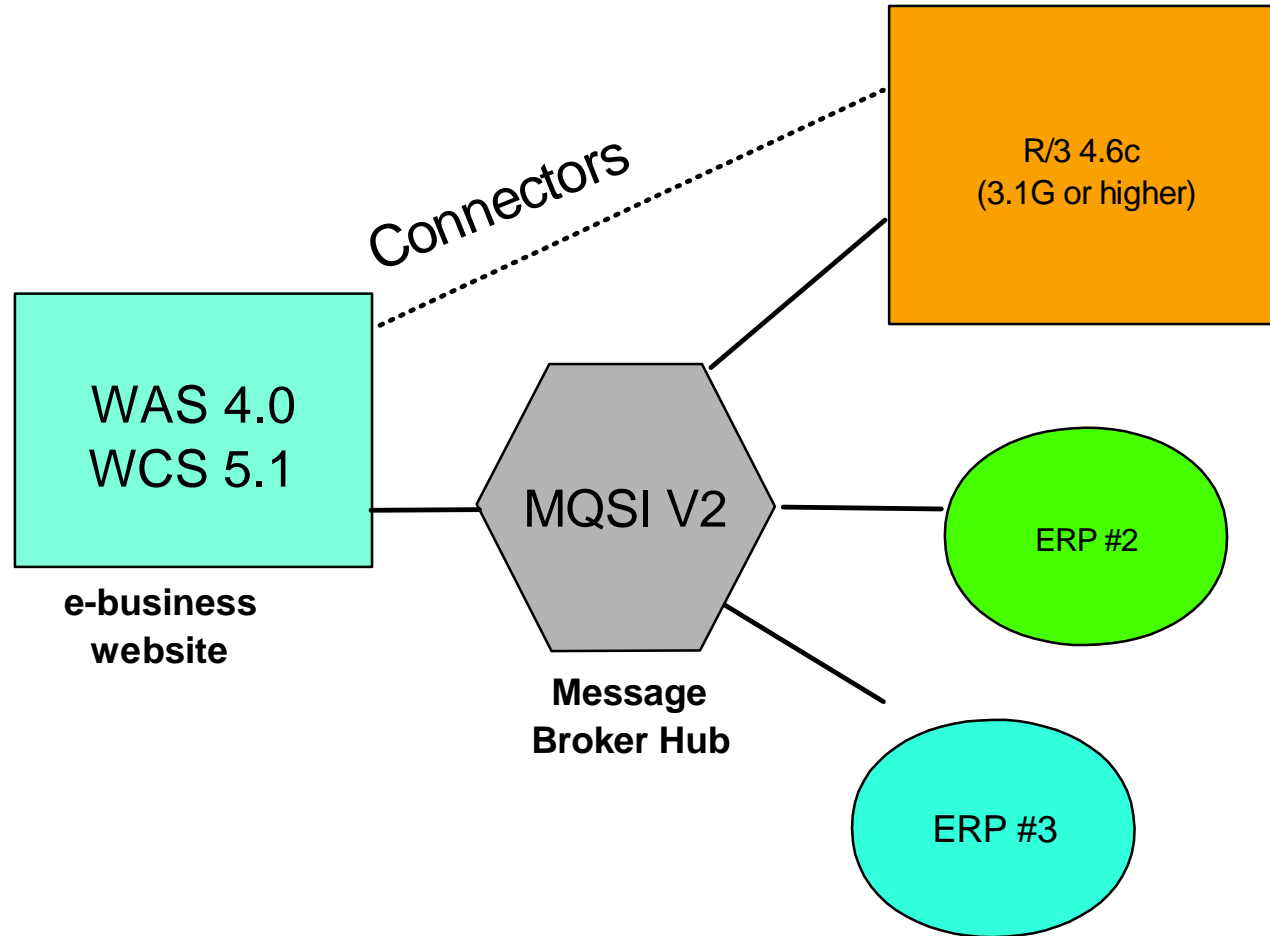 R/3 4.6c
(3.1G or higher)
Connectors
WAS 4.0
WCS 5.1
MQSI V2
ERP #2
e-business
website
Message
Broker Hub
ERP #3